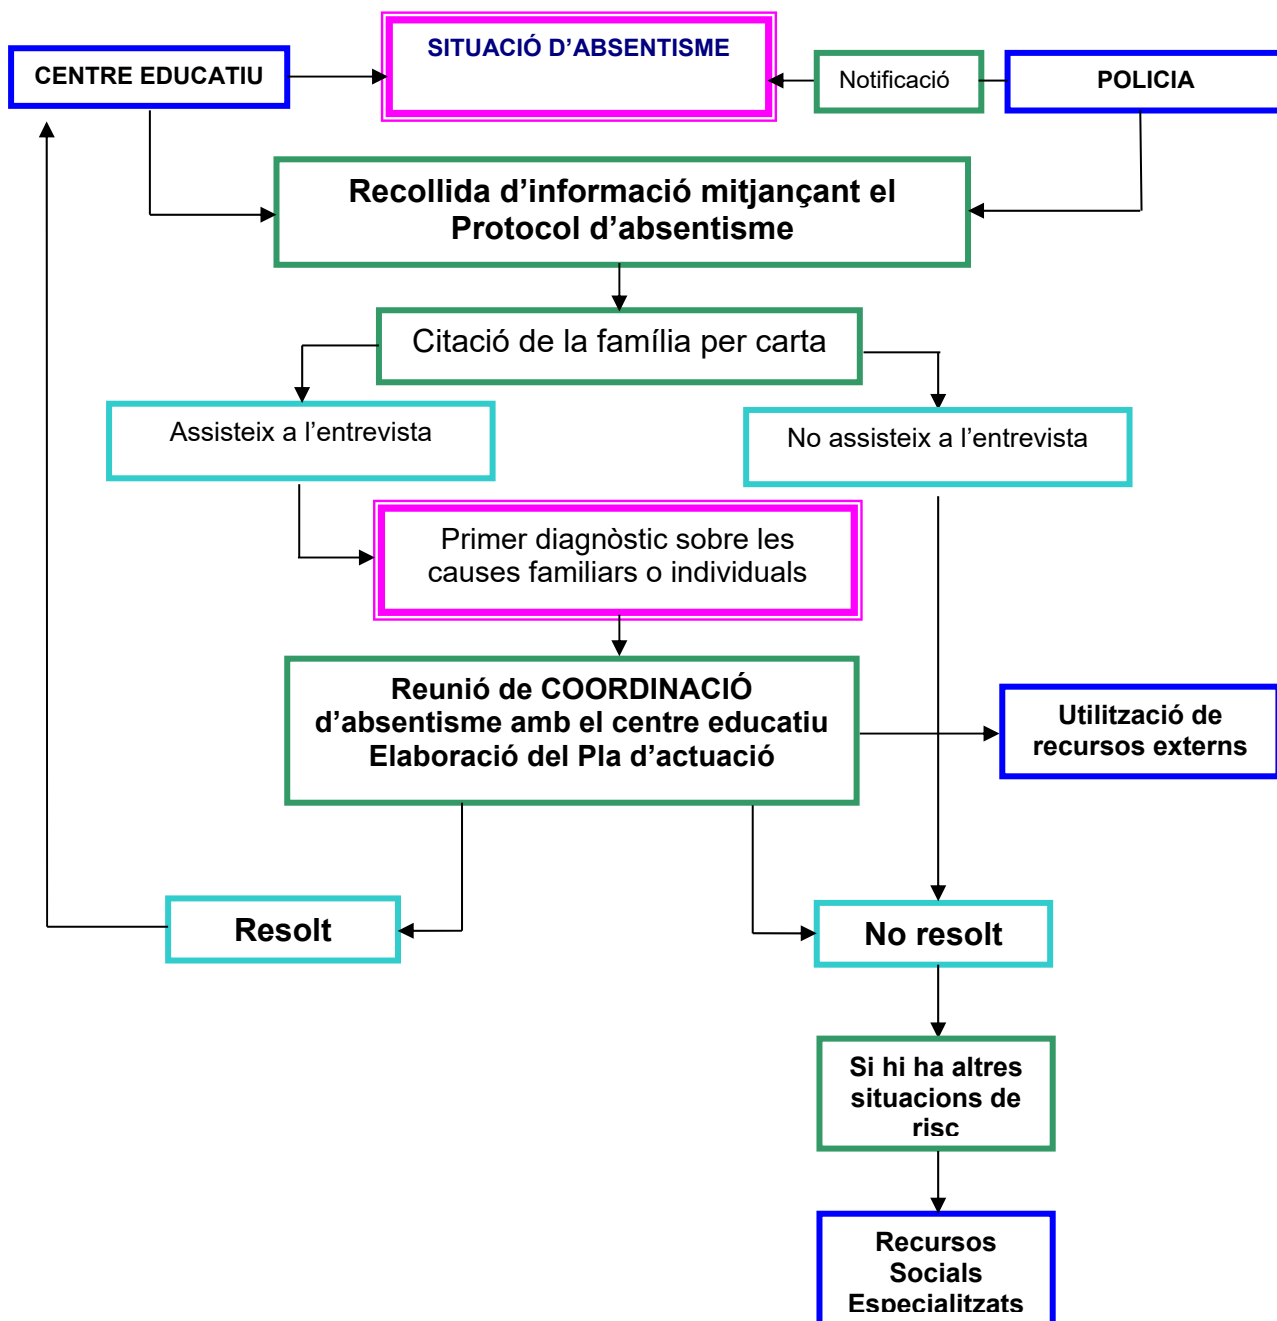 SITUACIÓ D’ABSENTISME
CENTRE EDUCATIU
Notificació
POLICIA
Recollida d’informació mitjançant el
Protocol d’absentisme
Citació de la família per carta
Assisteix a l’entrevista
No assisteix a l’entrevista
Primer diagnòstic sobre les
causes familiars o individuals
Reunió de COORDINACIÓ
d’absentisme amb el centre educatiu
Elaboració del Pla d’actuació
Utilització de
recursos externs
Resolt
No resolt
Si hi ha altres
situacions de
risc
Recursos
Socials
Especialitzats